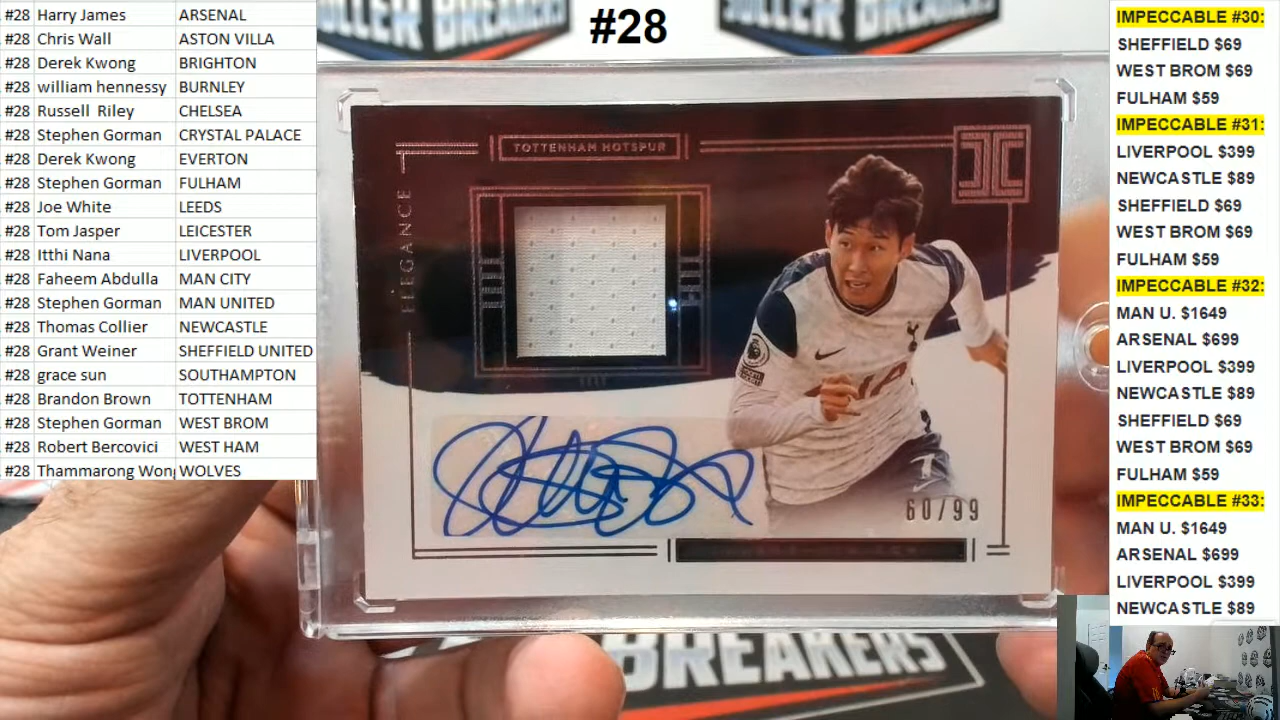 #28 Harry James ARSENAL
#28 Chris Wall ASTON VILLA
#28 Derek Kwong BRIGHTON
#28 william hennessy BURNLEY
#28 Russell Riley CHELSEA
#28 Stephen Gorman CRYSTAL PALACE
#28 Derek Kwong EVERTON
#28 Stephen Gorman FULHAM
#28 Joe White LEEDS
#28 Tom Jasper LEICESTER
#28 Itthi Nana LIVERPOOL
#28 Faheem Abdulla MAN CITY
#28 Stephen Gorman MAN UNITED
#28 Thomas Collier NEWCASTLE
#28 Grant Weiner SHEFFIELD UNITED
#28 grace sun SOUTHAMPTON
#28 Brandon Brown TOTTENHAM
#28 Stephen Gorman WEST BROM
#28 Robert Bercovici WEST HAM
#28 Thammarong Wong WOLVES
#28
BREAKERS
TOTTENHAM HOTSPUR
ELEGANCE
60/99
BREAKERS
IMPECCABLE #30:
SHEFFIELD $69
WEST BROM $69
FULHAM $59
IMPECCABLE #31:
LIVERPOOL $399
NEWCASTLE $89
SHEFFIELD $69
WEST BROM $69
FULHAM $59
IMPECCABLE #32:
MAN U. $1649
ARSENAL $699
LIVERPOOL $399
NEWCASTLE $89
SHEFFIELD $69
WEST BROM $69
FULHAM $59
IMPECCABLE #33:
MAN U. $1649
ARSENAL $699
LIVERPOOL $399
NEWCASTLE $89